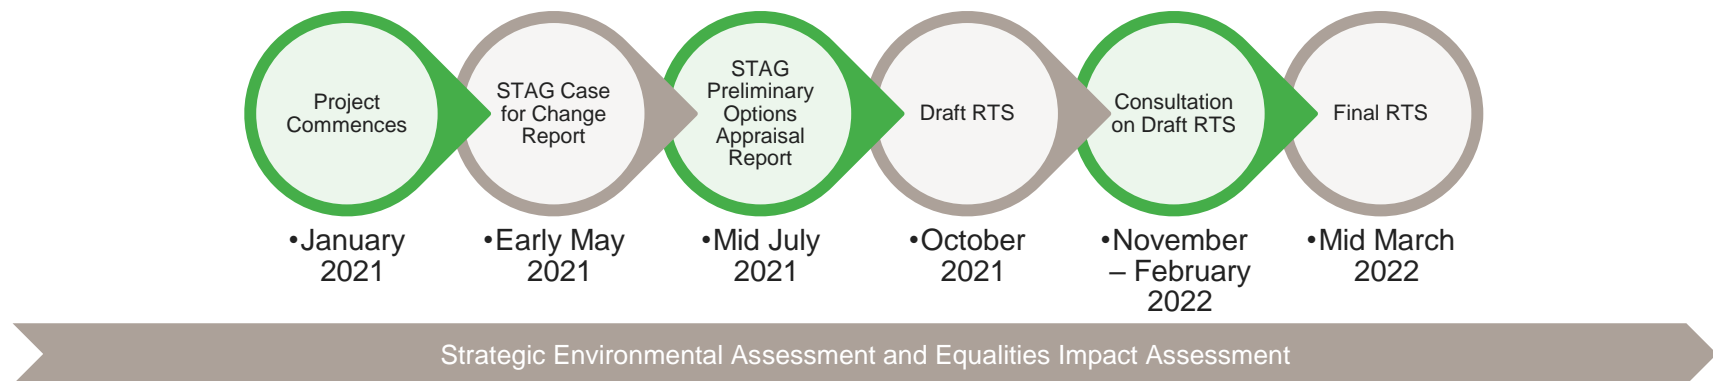 Project
Commences
STAG Case
for Change
Report
STAG
Preliminary
Options
Appraisal
Report
Draft RTS
Consultation
on Draft RTS
Final RTS
•January
2021
•Early May
2021
•Mid July
2021
•October
2021
•November
– February
2022
•Mid March
2022
Strategic Environmental Assessment and Equalities Impact Assessment